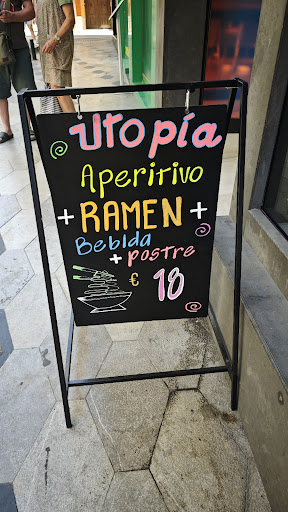 Utopía
Aperitivo
+ RAMEN +
Bebida
+ postre
€ 18